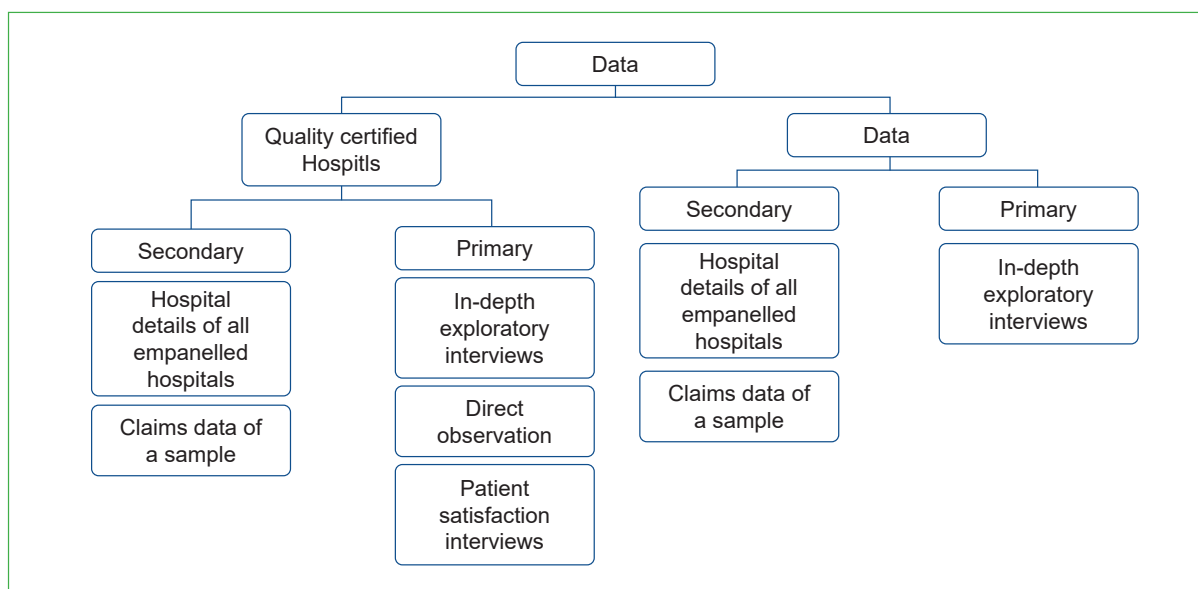 Data
Quality certified
Hospitls
Secondary
Hospital
details of all
empanelled
hospitals
Claims data of
a sample
Primary
In-depth
exploratory
interviews
Direct
observation
Patient
satisfaction
interviews
Data
Secondary
Hospital
details of all
empanelled
hospitals
Claims data of
a sample
Primary
In-depth
exploratory
interviews